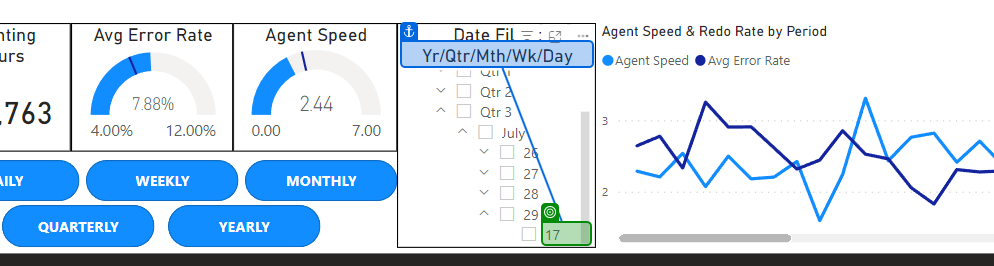 nting
urs
.763
Avg Error Rate
7.88%
4.00%
12.00%
Agent Speed
2.44
0.00
7.00
AILY
WEEKLY
MONTHLY
QUARTERLY
YEARLY
Date Fil
Yr/Qtr/Mth/Wk/Day
Qtr 1
Qtr 2
Qtr 3
July
26
27
28
29
17
Agent Speed & Redo Rate by Period
Agent Speed
Avg Error Rate
3
2